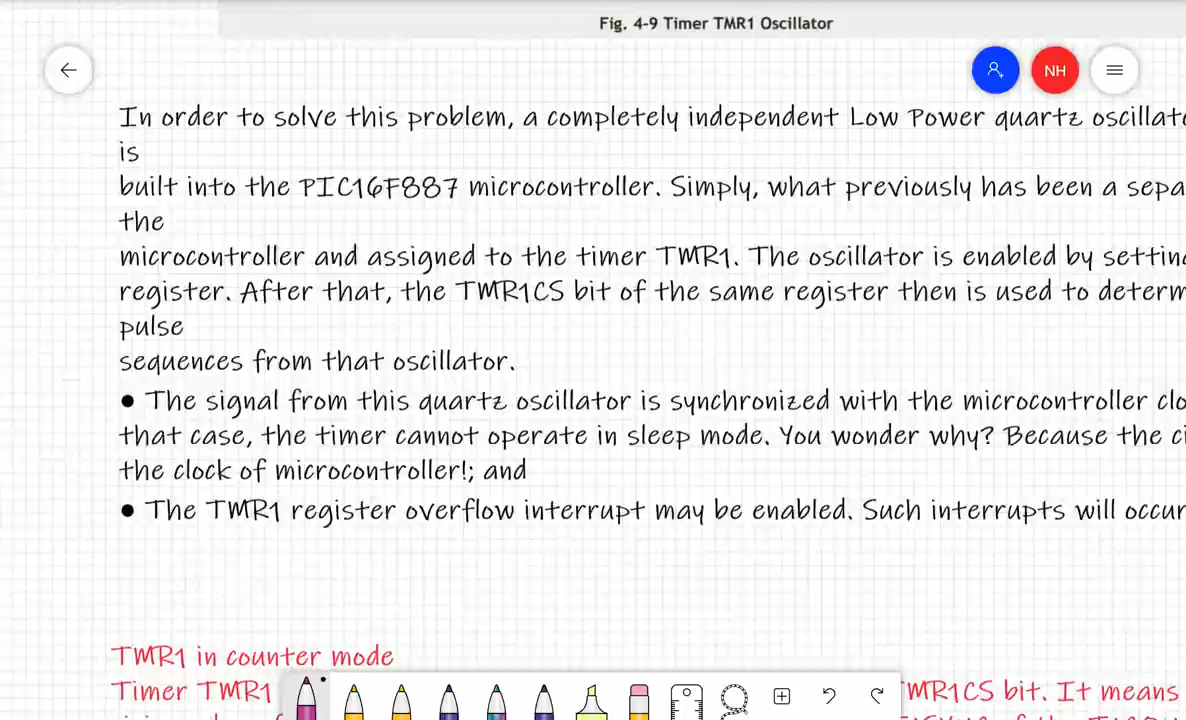 Fig. 4-9 Timer TMR1 Oscillator
NH
In order to solve this problem, a completely independent Low Power quartz
is
built into the PIC16F887 microcontroller. Simply, what previously has been a
the
microcontroller and assigned to the timer TMR1. The oscillator is enabled by
register. After that, the TMR1CS bit of the same register then is used to
pulse
sequences from that oscillator.
● The signal from this quartz oscillator is synchronized with the microcontroller
that case, the timer cannot operate in sleep mode. You wonder why? Because the
the clock of microcontroller!; and
● The TMR1 register overflow interrupt may be enabled. Such interrupts will occur
TMR1 in counter mode
Timer TMR1 TMR1CS bit. It means